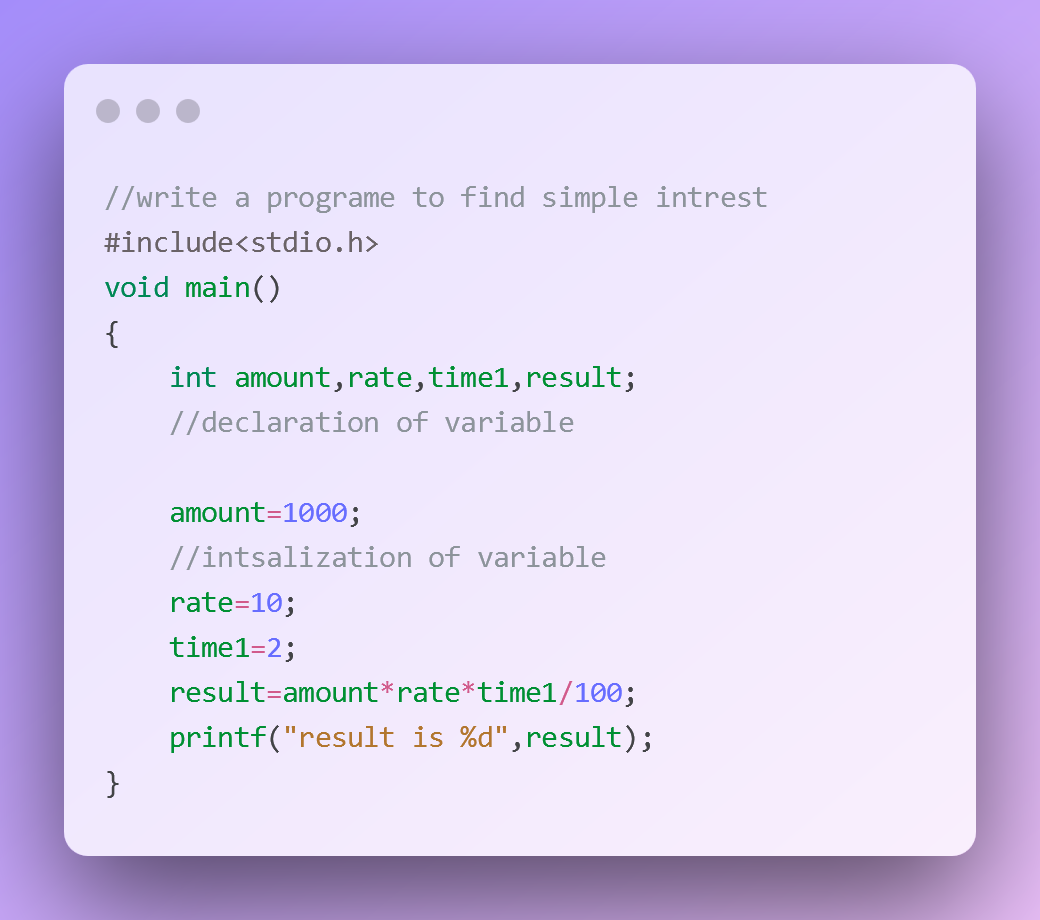 //write a programe to find simple intrest
#include<stdio.h>
void main()
{
    int amount,rate,time1,result;
    //declaration of variable

    amount=1000;
    //intsalization of variable
    rate=10;
    time1=2;
    result=amount*rate*time1/100;
    printf("result is %d",result);
}